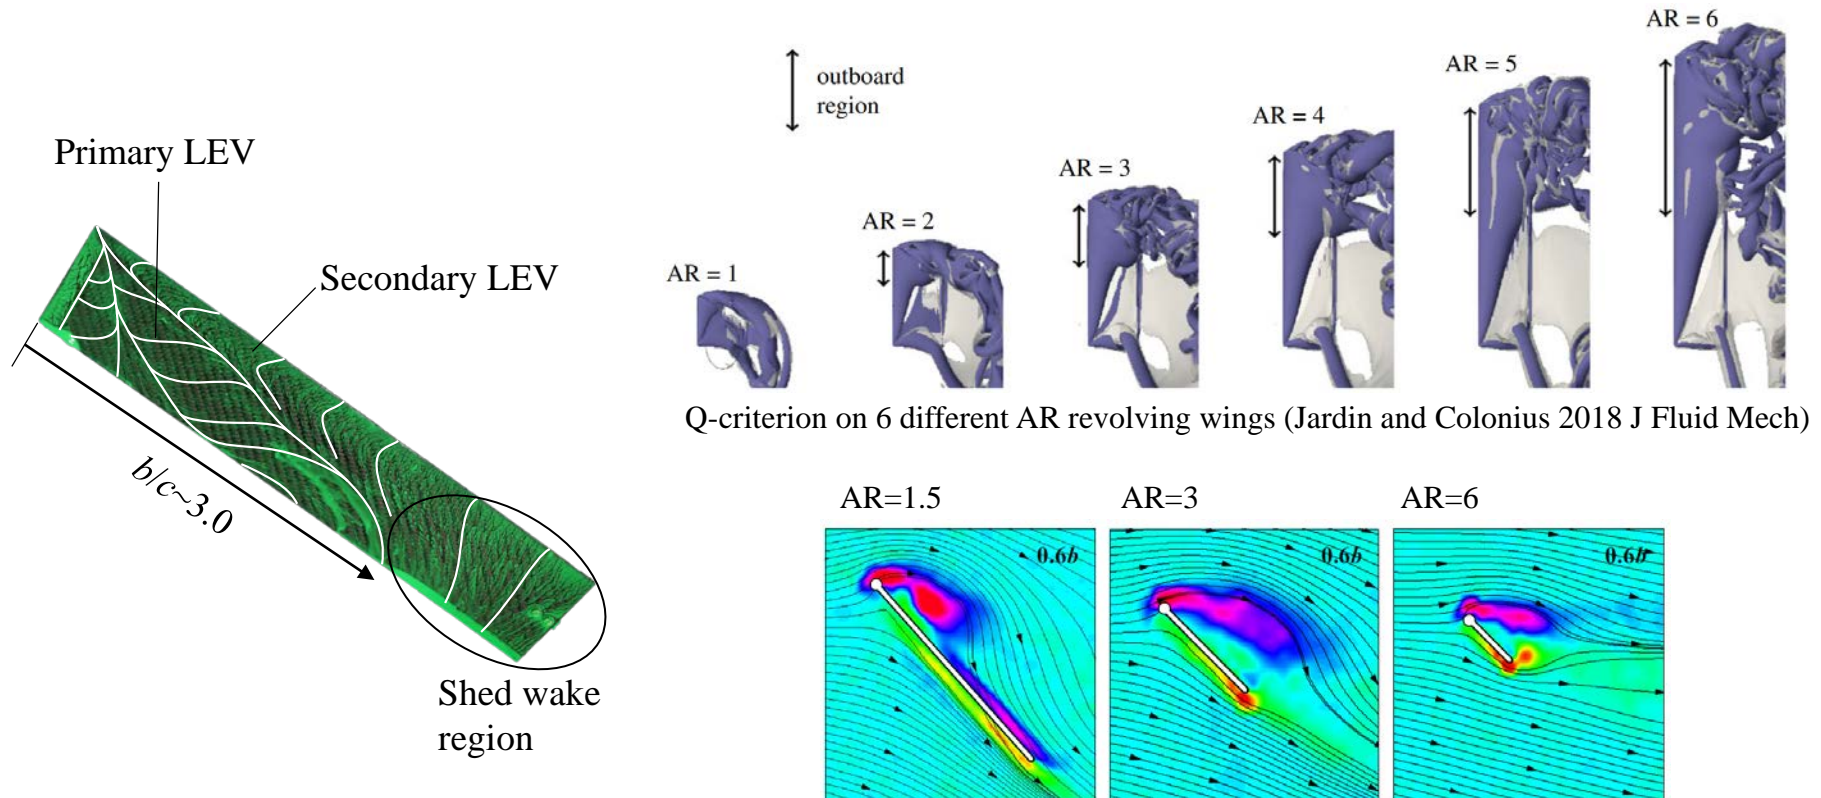 Primary LEV
Secondary LEV
b/c~3.0
Shed wake
region
outboard
region
AR = 1
AR = 2
AR = 3
AR = 4
AR = 5
AR = 6
Q-criterion on 6 different AR revolving wings (Jardin and Colonius 2018 J Fluid Mech)
AR=1.5
AR=3
AR=6
0.6b
0.6b
0.6b